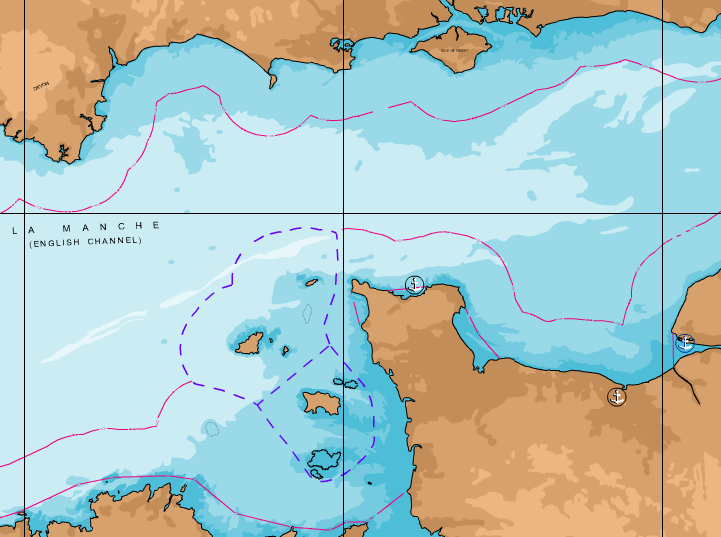 ISLE OF WIGHT
DEVON
LA MANCHE
(ENGLISH CHANNEL)